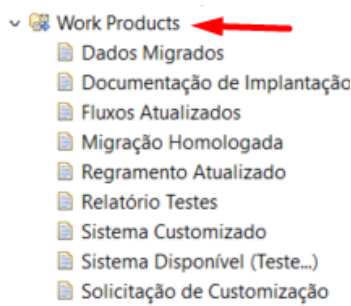 Work Products
Dados Migrados
Documentação de Implantação
Fluxos Atualizados
Migração Homologada
Regramento Atualizado
Relatório Testes
Sistema Customizado
Sistema Disponível (Teste...)
Solicitação de Customização